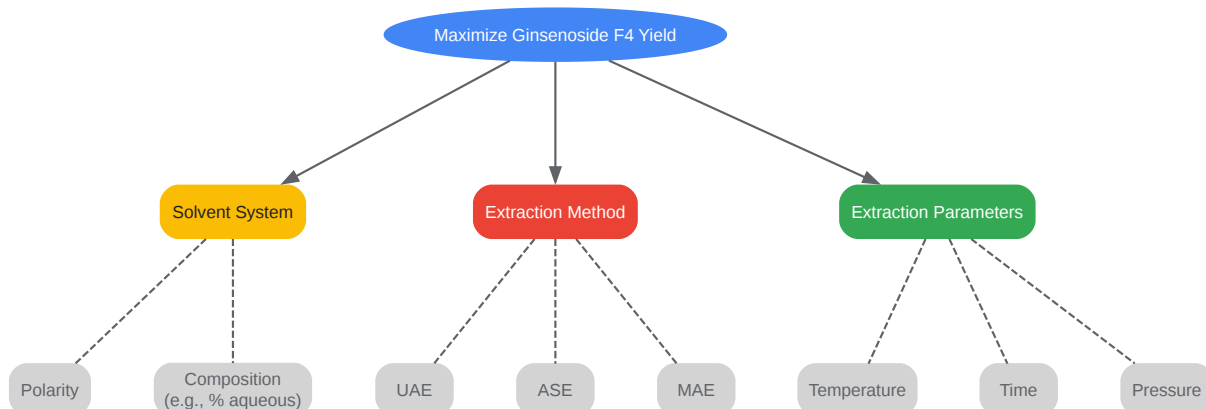 Maximize Ginsenoside F4 Yield
Solvent System
Extraction Method
Extraction Parameters
Polarity
Composition
(e.g., % aqueous)
UAE
ASE
MAE
Temperature
Time
Pressure